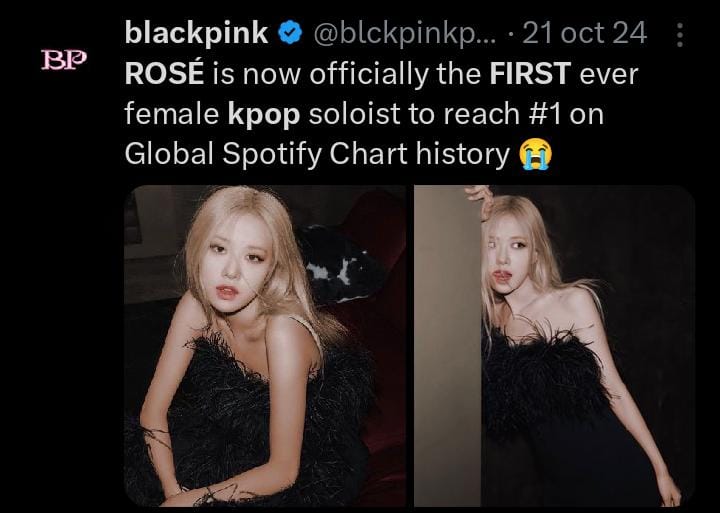 BP
blackpink @blckpinkp... · 21 oct 24
ROSÉ is now officially the FIRST ever
female kpop soloist to reach #1 on
Global Spotify Chart history 😭